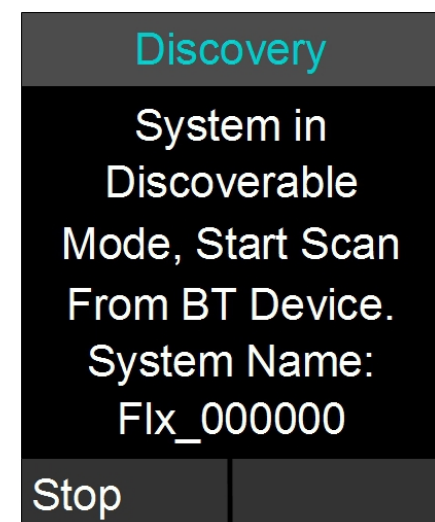 Discovery
System in
Discoverable
Mode, Start Scan
From BT Device.
System Name:
Flx_000000
Stop